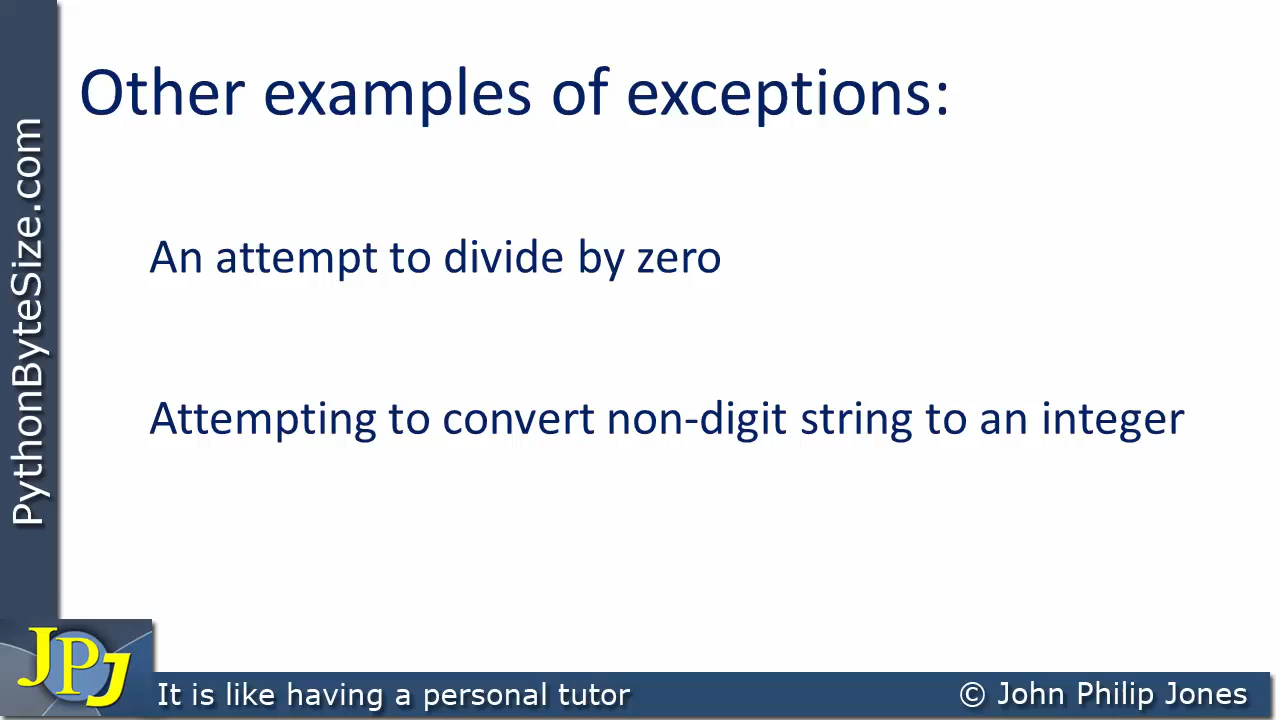 Other examples of exceptions:
An attempt to divide by zero
Attempting to convert non-digit string to an integer
PythonByteSize.com
JPJ
It is like having a personal tutor
© John Philip Jones